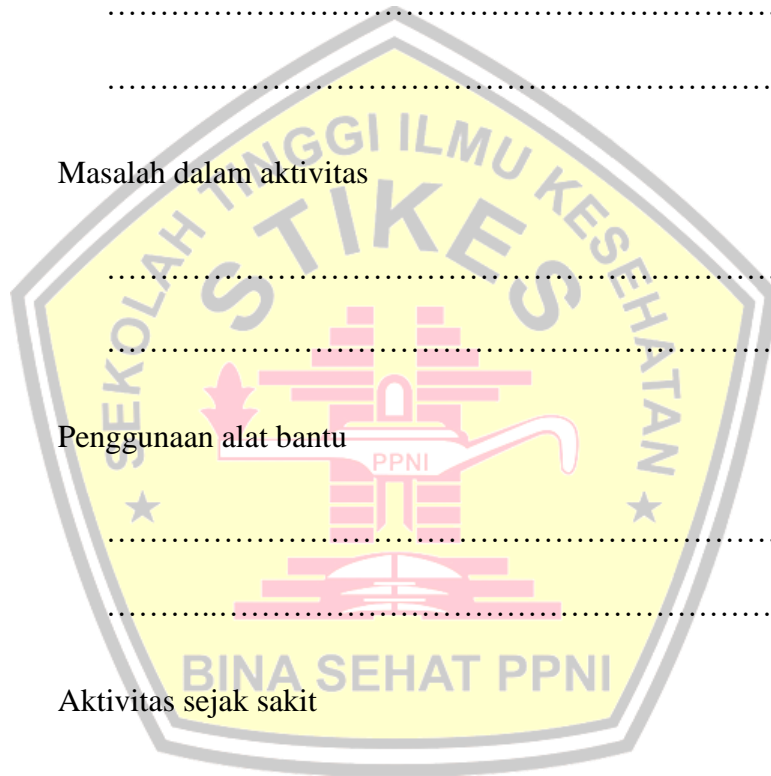 ……………………………………………………………
………..……………………………………………………
SEKOLAH TINGGI ILMU KESEHATAN
STIKES
Masalah dalam aktivitas
……………………………………………………………
………..……………………………………………………
Penggunaan alat bantu
PPNI
……………………………………………………………
………..……………………………………………………
BINA SEHAT PPNI
Aktivitas sejak sakit